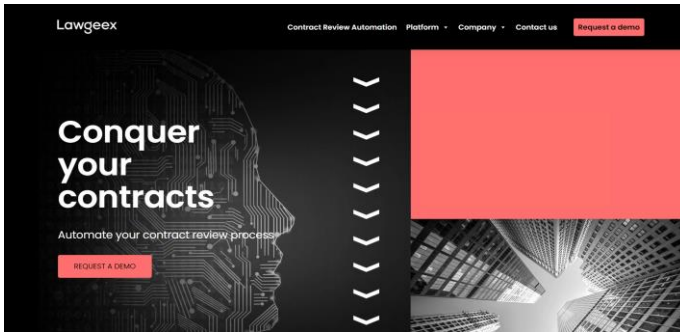 Lawgeex
Contract Review Automation Platform Company Contact us Request a demo
Conquer
your
contracts
Automate your contract review process
REQUEST A DEMO